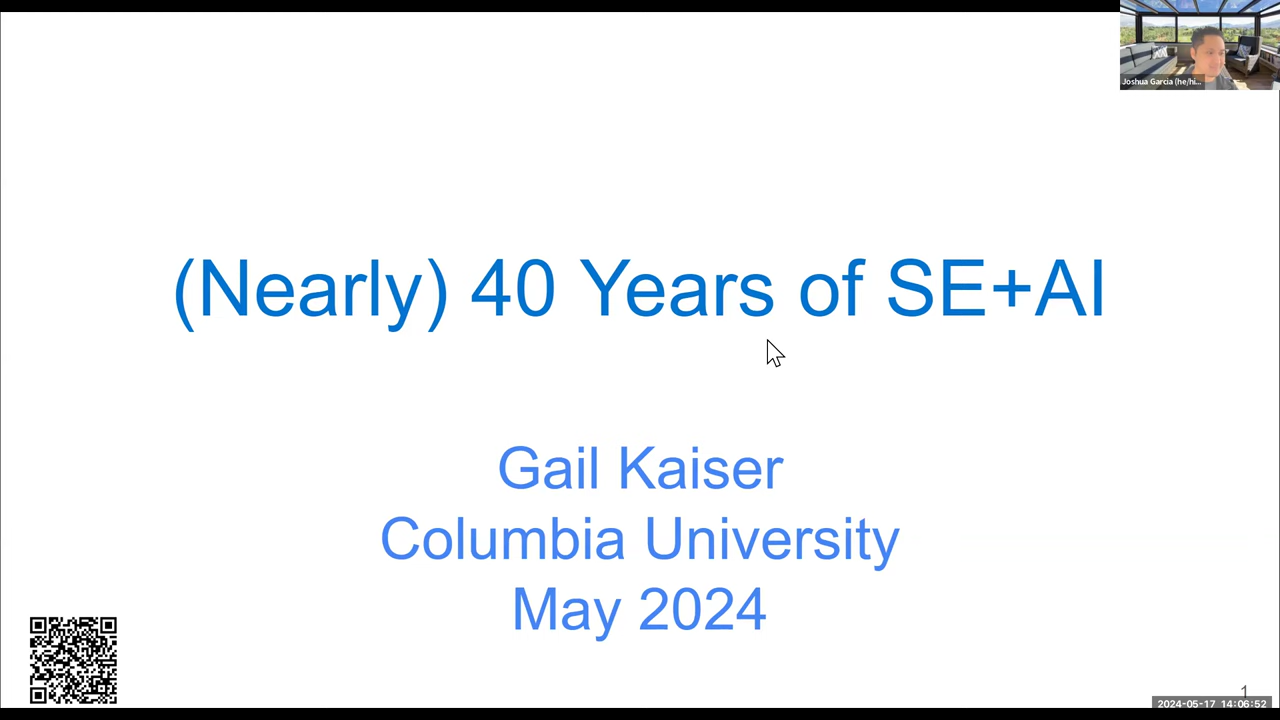 Joshua Garcia (he/hi...
(Nearly) 40 Years of SE+AI
Gail Kaiser
Columbia University
May 2024
1
2024-05-17 14:06:52